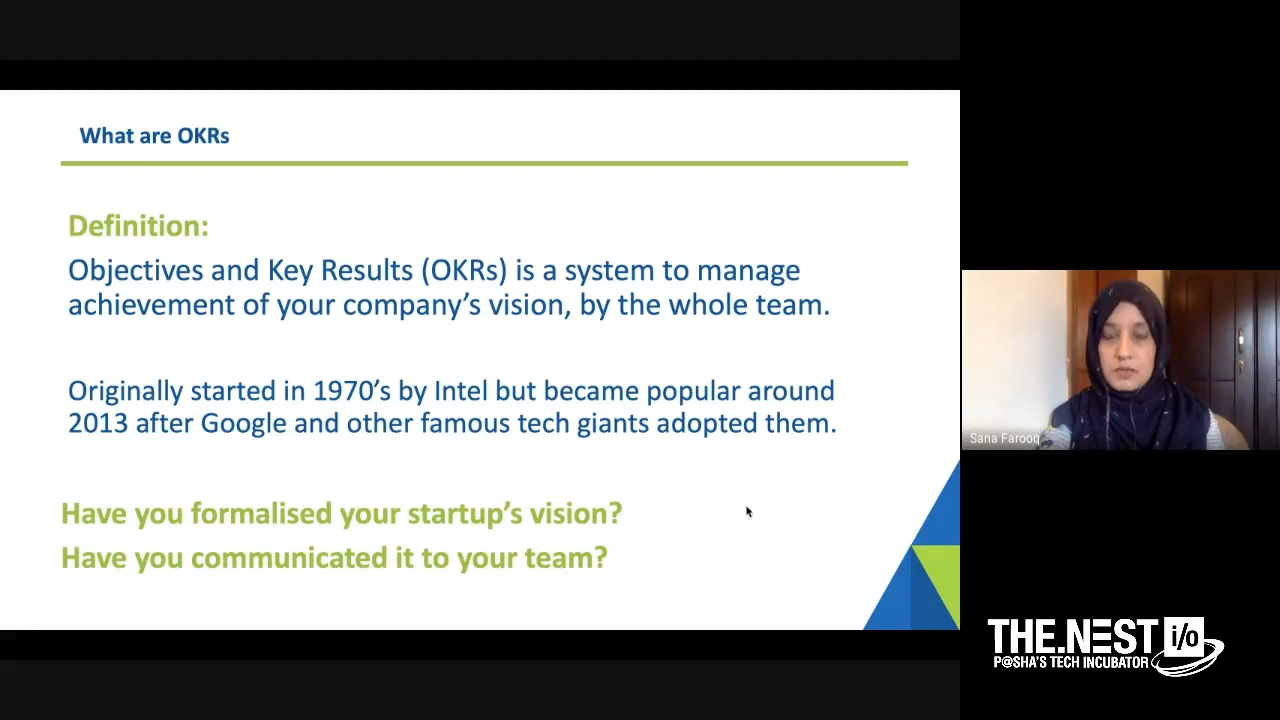 What are OKRs
Definition:
Objectives and Key Results (OKRs) is a system to manage
achievement of your company's vision, by the whole team.
Originally started in 1970's by Intel but became popular around
2013 after Google and other famous tech giants adopted them.
Have you formalised your startup's vision?
Have you communicated it to your team?
Sana Farooq
THE.NEST i/o
P@SHA'S TECH INCUBATOR